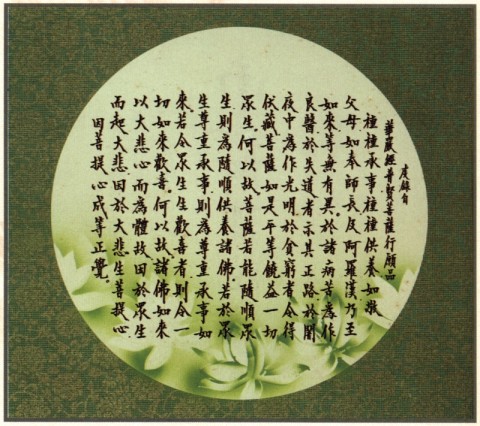 虔錄自
華嚴經普賢菩薩行願品
種種承事種種供養如敬
父母如奉師長及阿羅漢乃至
如來等無有異。於諸病苦為作
良醫於失道者示其正路於闇
夜中為作光明於貧窮者令得
伏藏菩薩如是平等饒益一切
眾生。何以故菩薩若能隨順眾
生則為隨順供養諸佛。若於眾
生尊重承事則為尊重承事如
來若令眾生生歡喜者則令一
切如來歡喜。何以故諸佛如來
以大悲心而為體故因於眾生
而起大悲因於大悲生菩提心
因菩提心成等正覺。